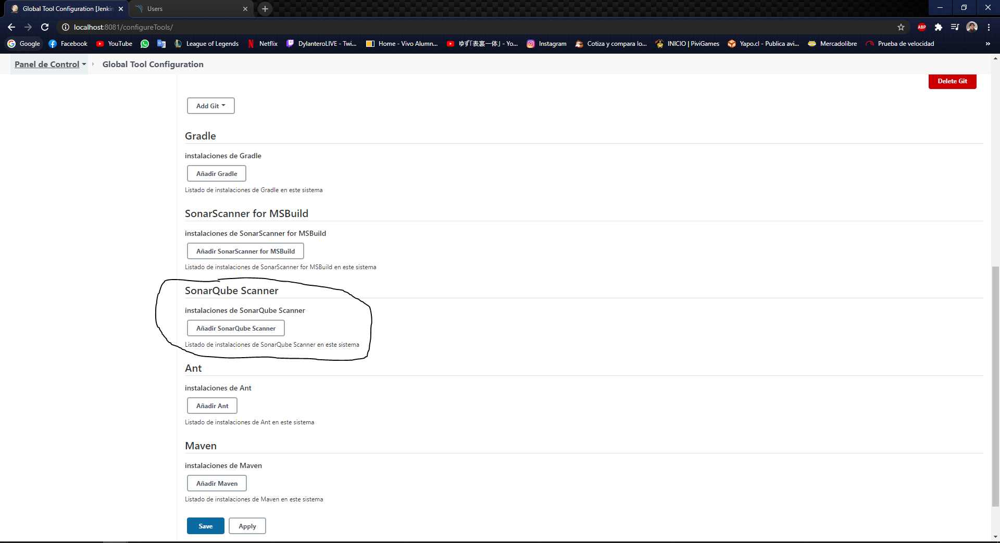 Global Tool Configuration [Jenkin
Users
localhost:8081/configureTools/
ABP
Google
Facebook
YouTube
League of Legends
Netflix
DylanteroLIVE - Twi...
Home - Vivo Alumn...
ゆず「表裏一体」 - Yo...
Instagram
Cotiza y compara lo...
INICIO | PiviGames
Yapo.cl - Publica avi...
Mercadolibre
Prueba de velocidad
»
Panel de Control
Global Tool Configuration
Delete Git
Add Git
Gradle
instalaciones de Gradle
Añadir Gradle
Listado de instalaciones de Gradle en este sistema
SonarScanner for MSBuild
instalaciones de SonarScanner for MSBuild
Añadir SonarScanner for MSBuild
Listado de instalaciones de SonarScanner for MSBuild en este sistema
SonarQube Scanner
instalaciones de SonarQube Scanner
Añadir SonarQube Scanner
Listado de instalaciones de SonarQube Scanner en este sistema
Ant
instalaciones de Ant
Añadir Ant
Listado de instalaciones de Ant en este sistema
Maven
instalaciones de Maven
Añadir Maven
Listado de instalaciones de Maven en este sistema
Save
Apply